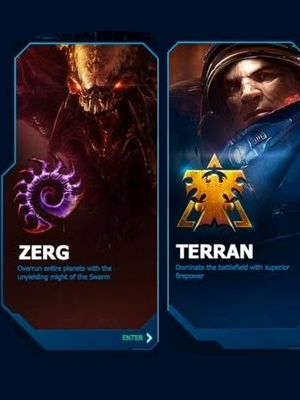 ZERG
Overrun entire planets with the
unyielding might of the Swarm
ENTER
TERRAN
Dominate the battlefield with superior
firepower